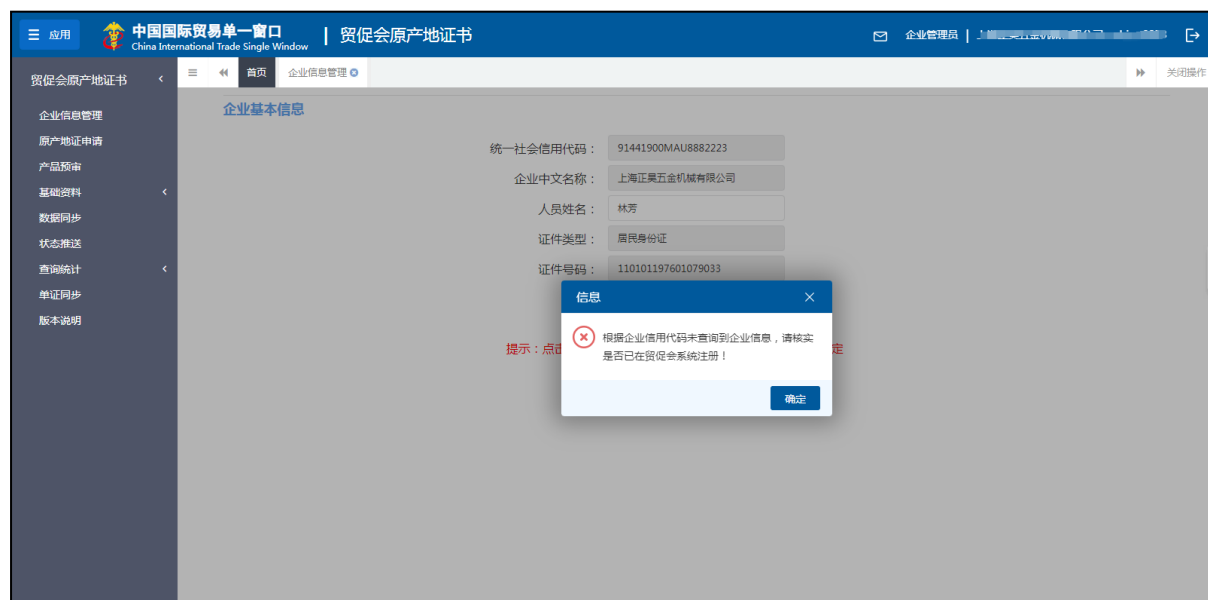 应用
中国国际贸易单一窗口 | 贸促会原产地证书
China International Trade Single Window
企业管理员 |
贸促会原产地证书
首页 企业信息管理
关闭操作
企业信息管理
原产地证申请
产品预审
基础资料
数据同步
状态推送
查询统计
单证同步
版本说明
企业基本信息
统一社会信用代码： 91441900MAU8882223
企业中文名称： 上海正昊五金机械有限公司
人员姓名： 林芳
证件类型： 居民身份证
证件号码： 110101197601079033
信息
根据企业信用代码未查询到企业信息，请核实
是否已在贸促会系统注册！
提示：点击
定
确定